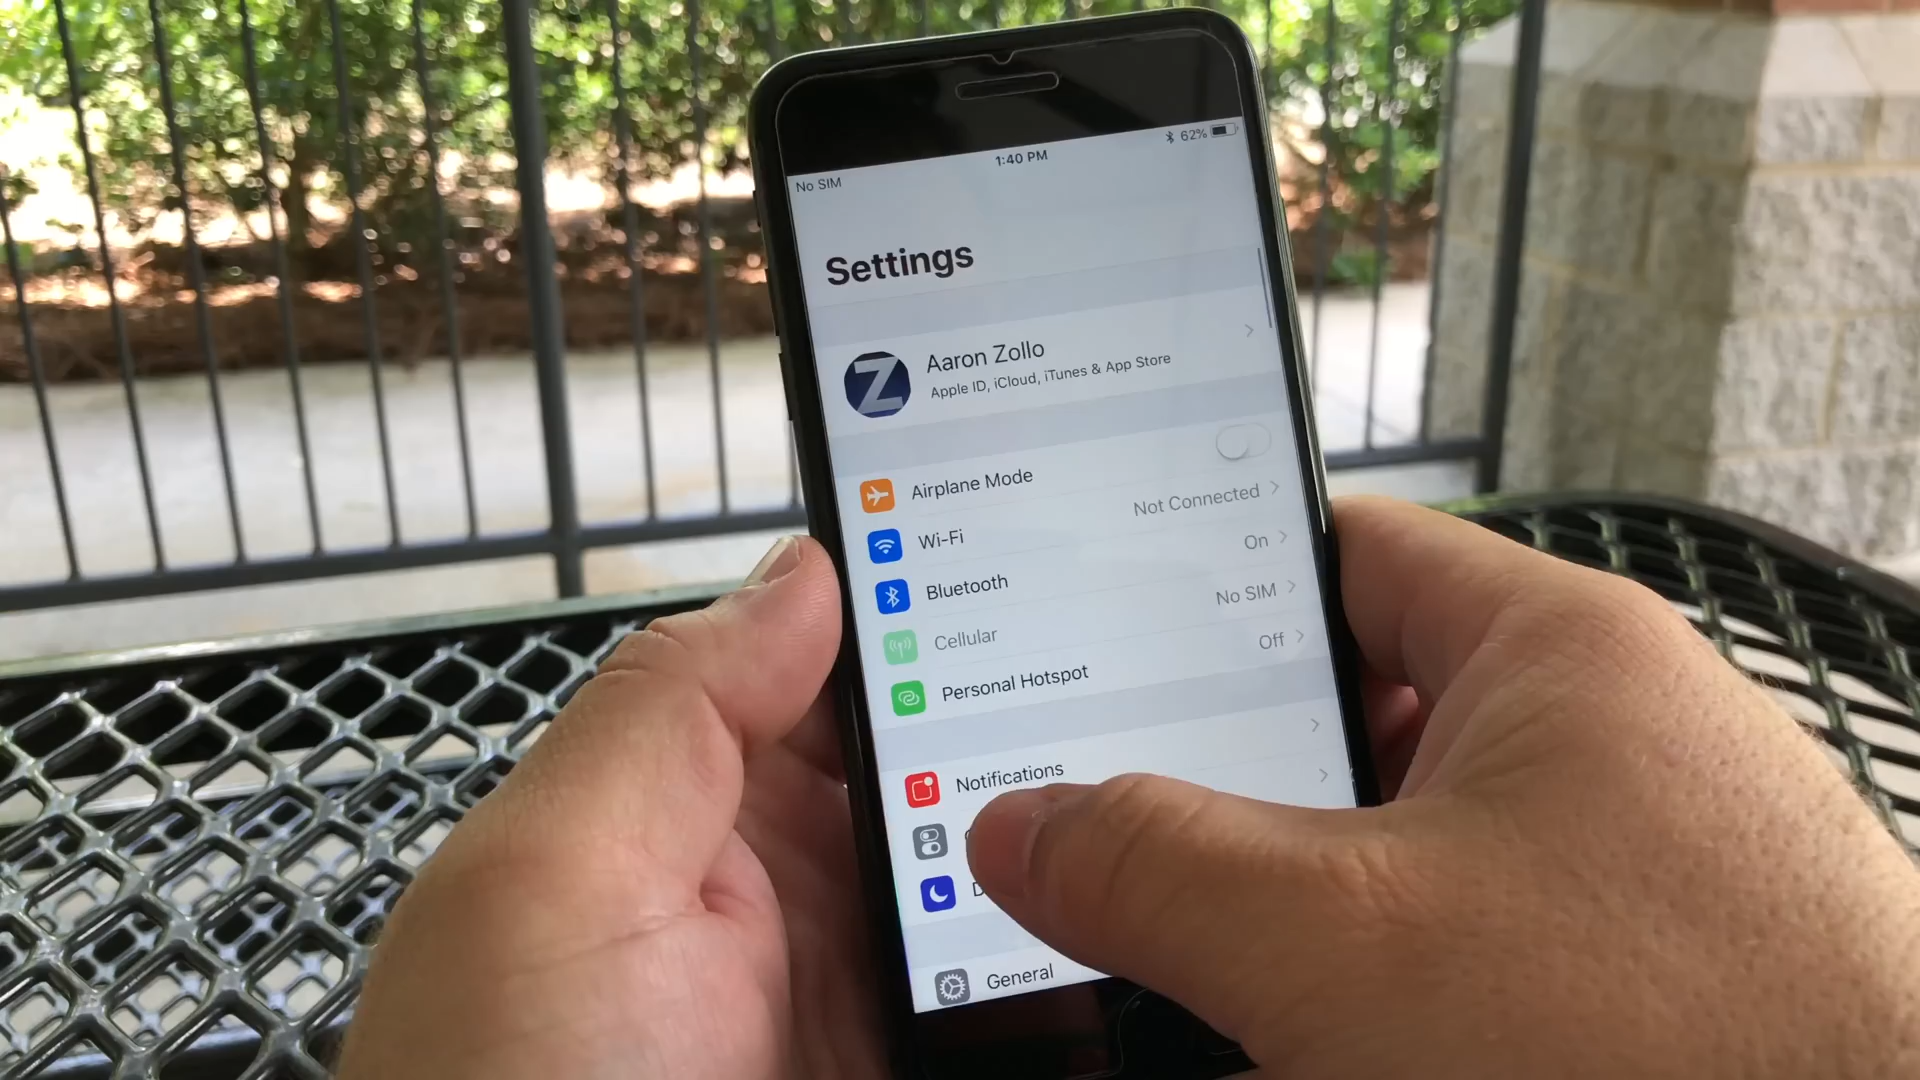 No SIM 1:40 PM 62%
Settings
Z
Aaron Zollo
Apple ID, iCloud, iTunes & App Store
Airplane Mode
Wi-Fi Not Connected
Bluetooth On
Cellular No SIM
Personal Hotspot Off
Notifications
General